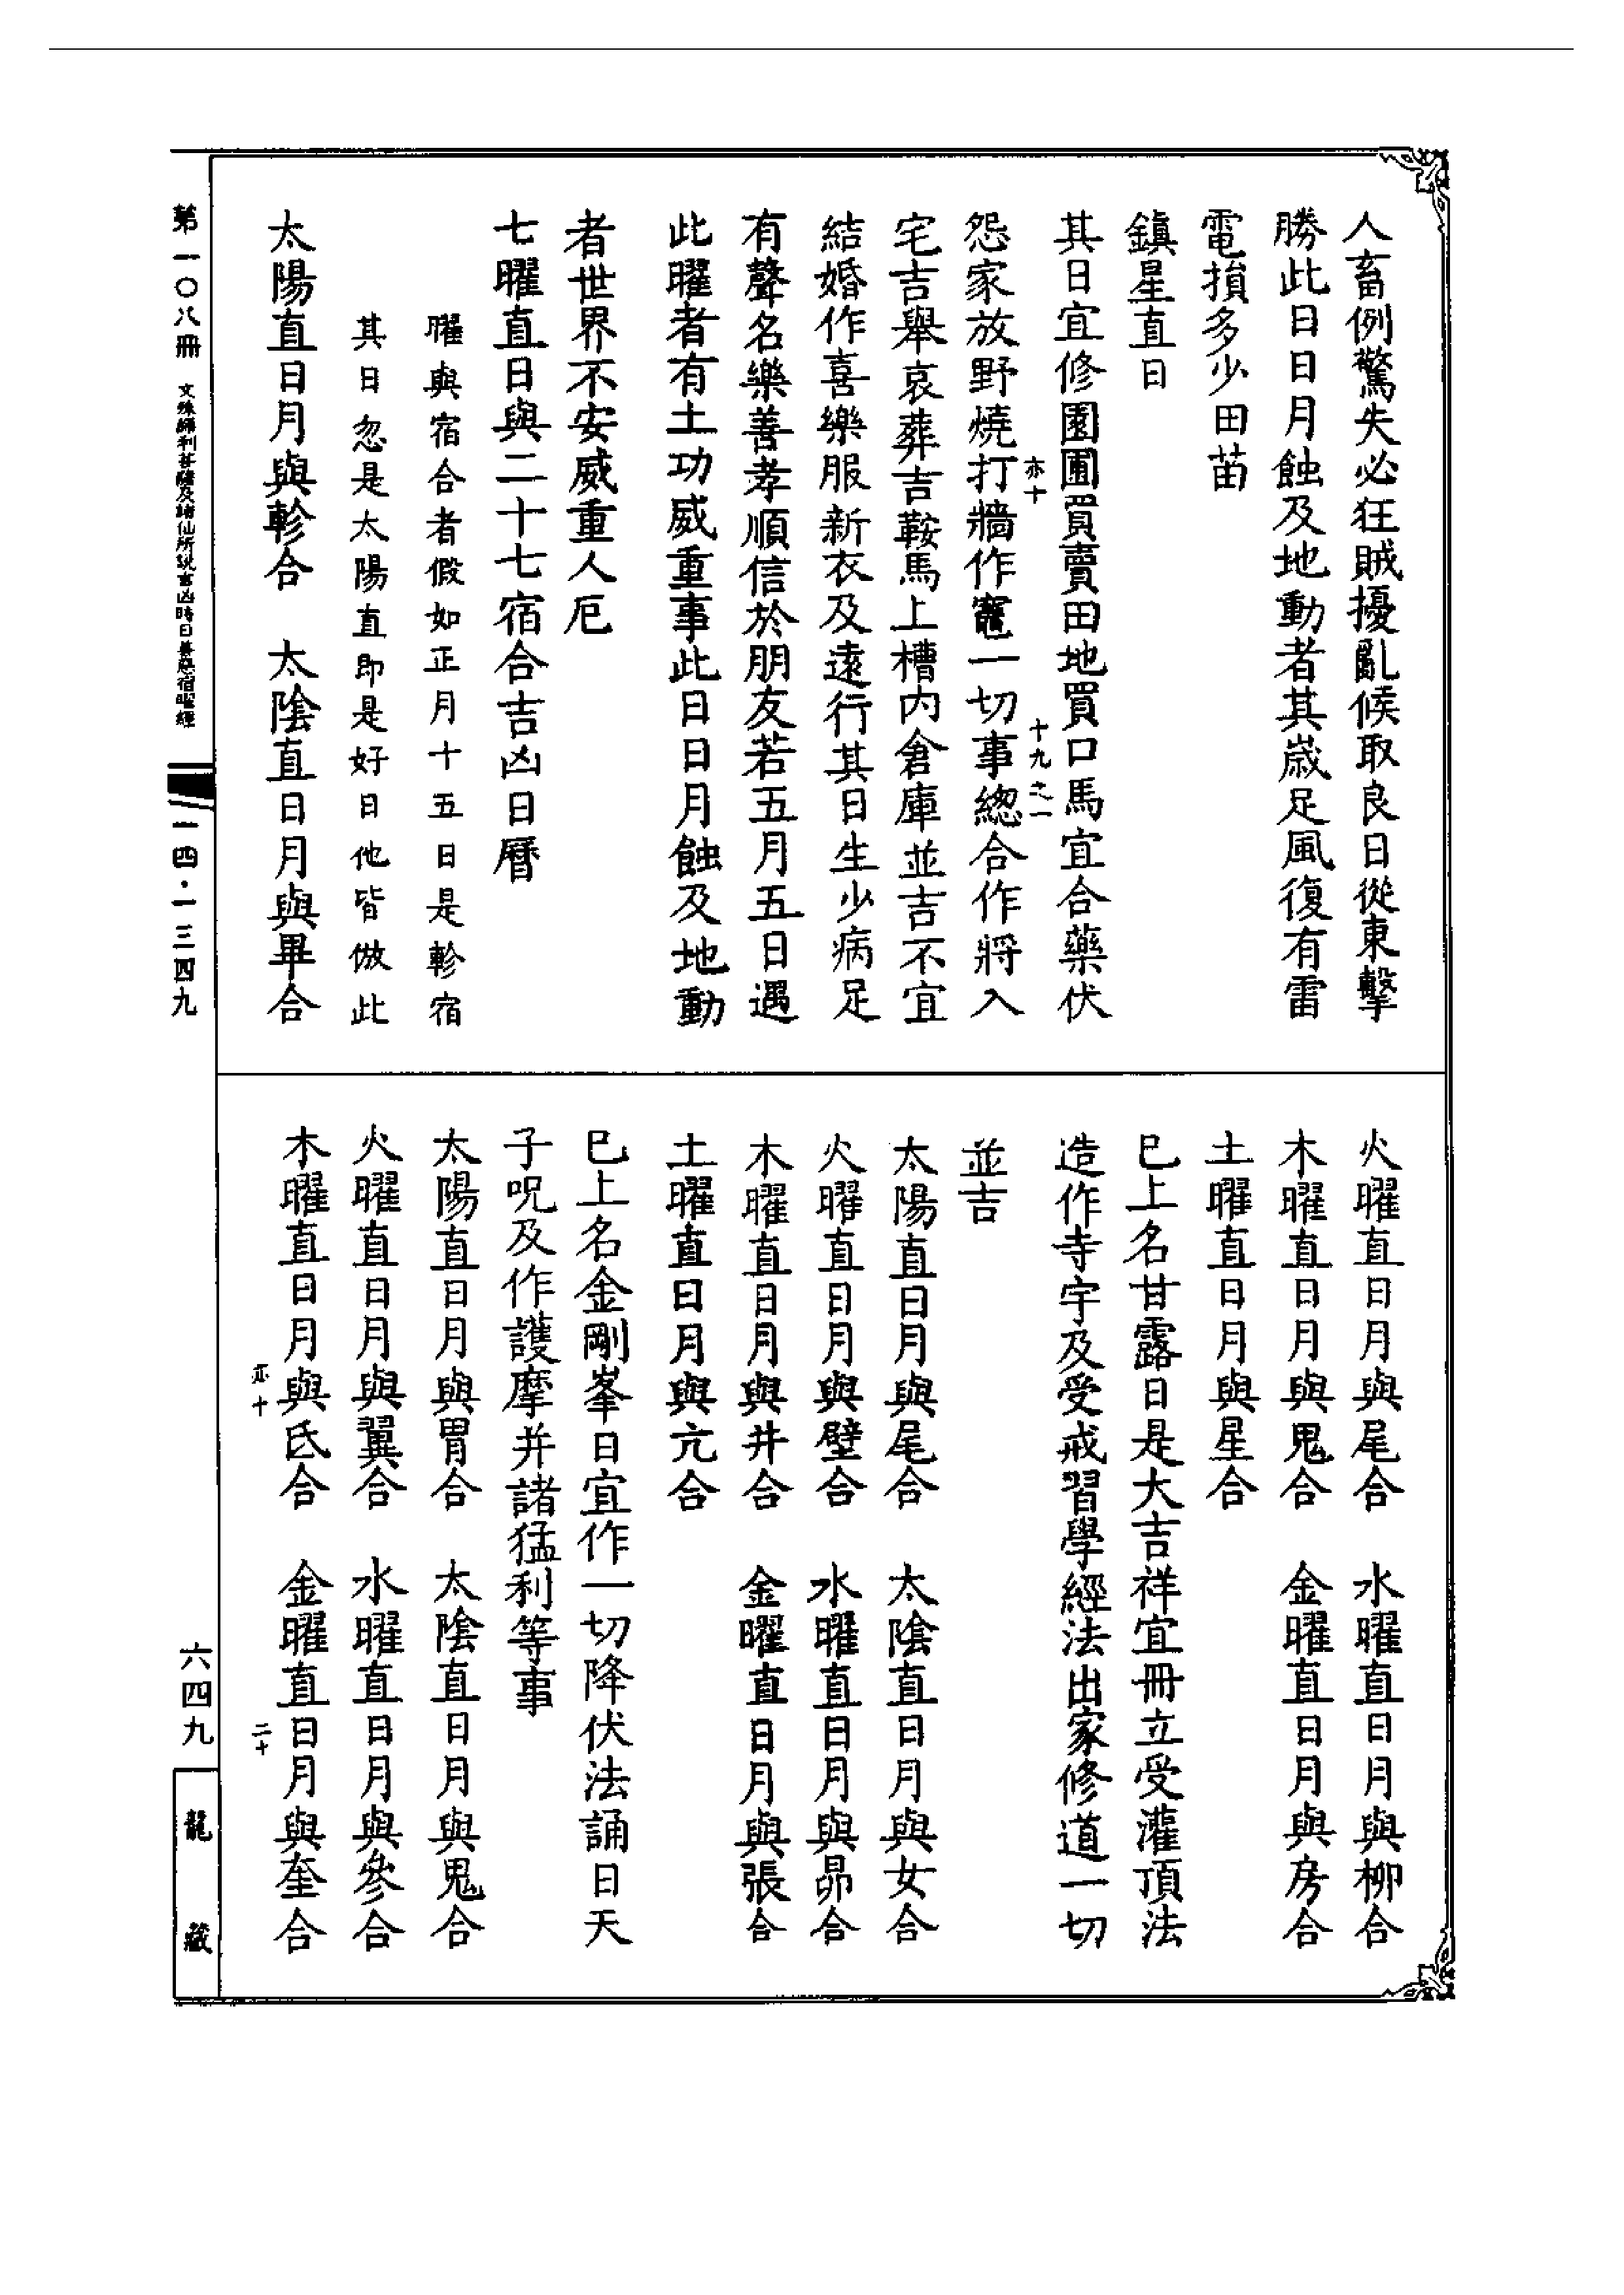 人畜例驚失必狂賊擾亂候取良日從東擊
勝此日日月蝕及地動者其歲足風復有雷
電損多少田苗
鎮星直日
其日宜修園圃買賣田地買口馬宜合藥伏
亦十
十九之一
怨家放野燒打牆作竈一切事總合作將入
宅吉舉哀葬吉鞍馬上槽內倉庫並吉不宜
結婚作喜樂服新衣及遠行其日生少病足
有聲名樂善孝順信於朋友若五月五日遇
此曜者有土功威重事此日日月蝕及地動
者世界不安威重人厄
七曜直日與二十七宿合吉凶日曆
曜與宿合者假如正月十五日是軫宿
其日忽是太陽直即是好日他皆倣此
太陽直日月與軫合 太陰直日月與畢合
火曜直日月與尾合 水曜直日月與柳合
木曜直日月與鬼合 金曜直日月與房合
土曜直日月與星合
巳上名甘露日是大吉祥宜冊立受灌頂法
造作寺宇及受戒習學經法出家修道一切
並吉
太陽直日月與尾合 太陰直日月與女合
火曜直日月與壁合 水曜直日月與昴合
木曜直日月與井合 金曜直日月與張合
土曜直日月與亢合
巳上名金剛峯日宜作一切降伏法誦日天
子呪及作護摩并諸猛利等事
太陽直日月與胃合 太陰直日月與鬼合
火曜直日月與翼合 水曜直日月與參合
木曜直日月與氐合 金曜直日月與奎合
亦十
二十
第一〇八冊 文殊師利菩薩及諸仙所說吉凶時日善惡宿曜經
一四·一三四九
六四九
龍藏